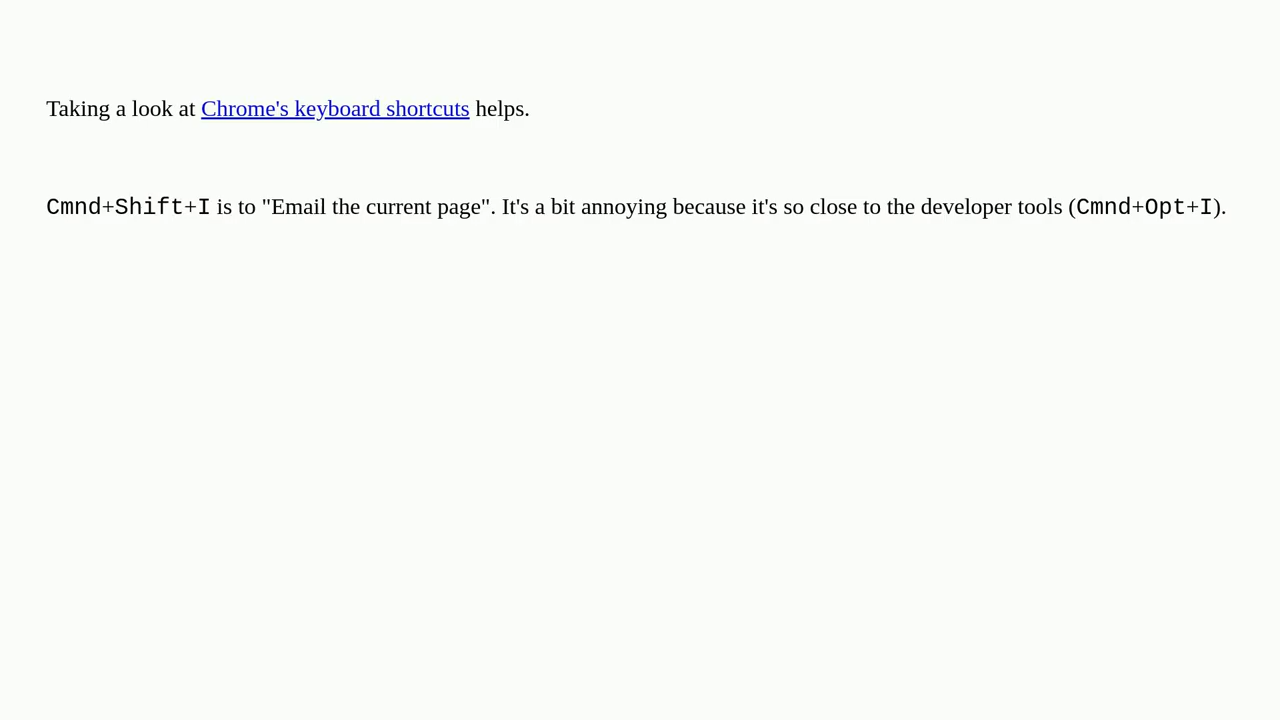 Taking a look at Chrome's keyboard shortcuts helps.
Cmnd+Shift+I is to "Email the current page". It's a bit annoying because it's so close to the developer tools (Cmnd+Opt+I).